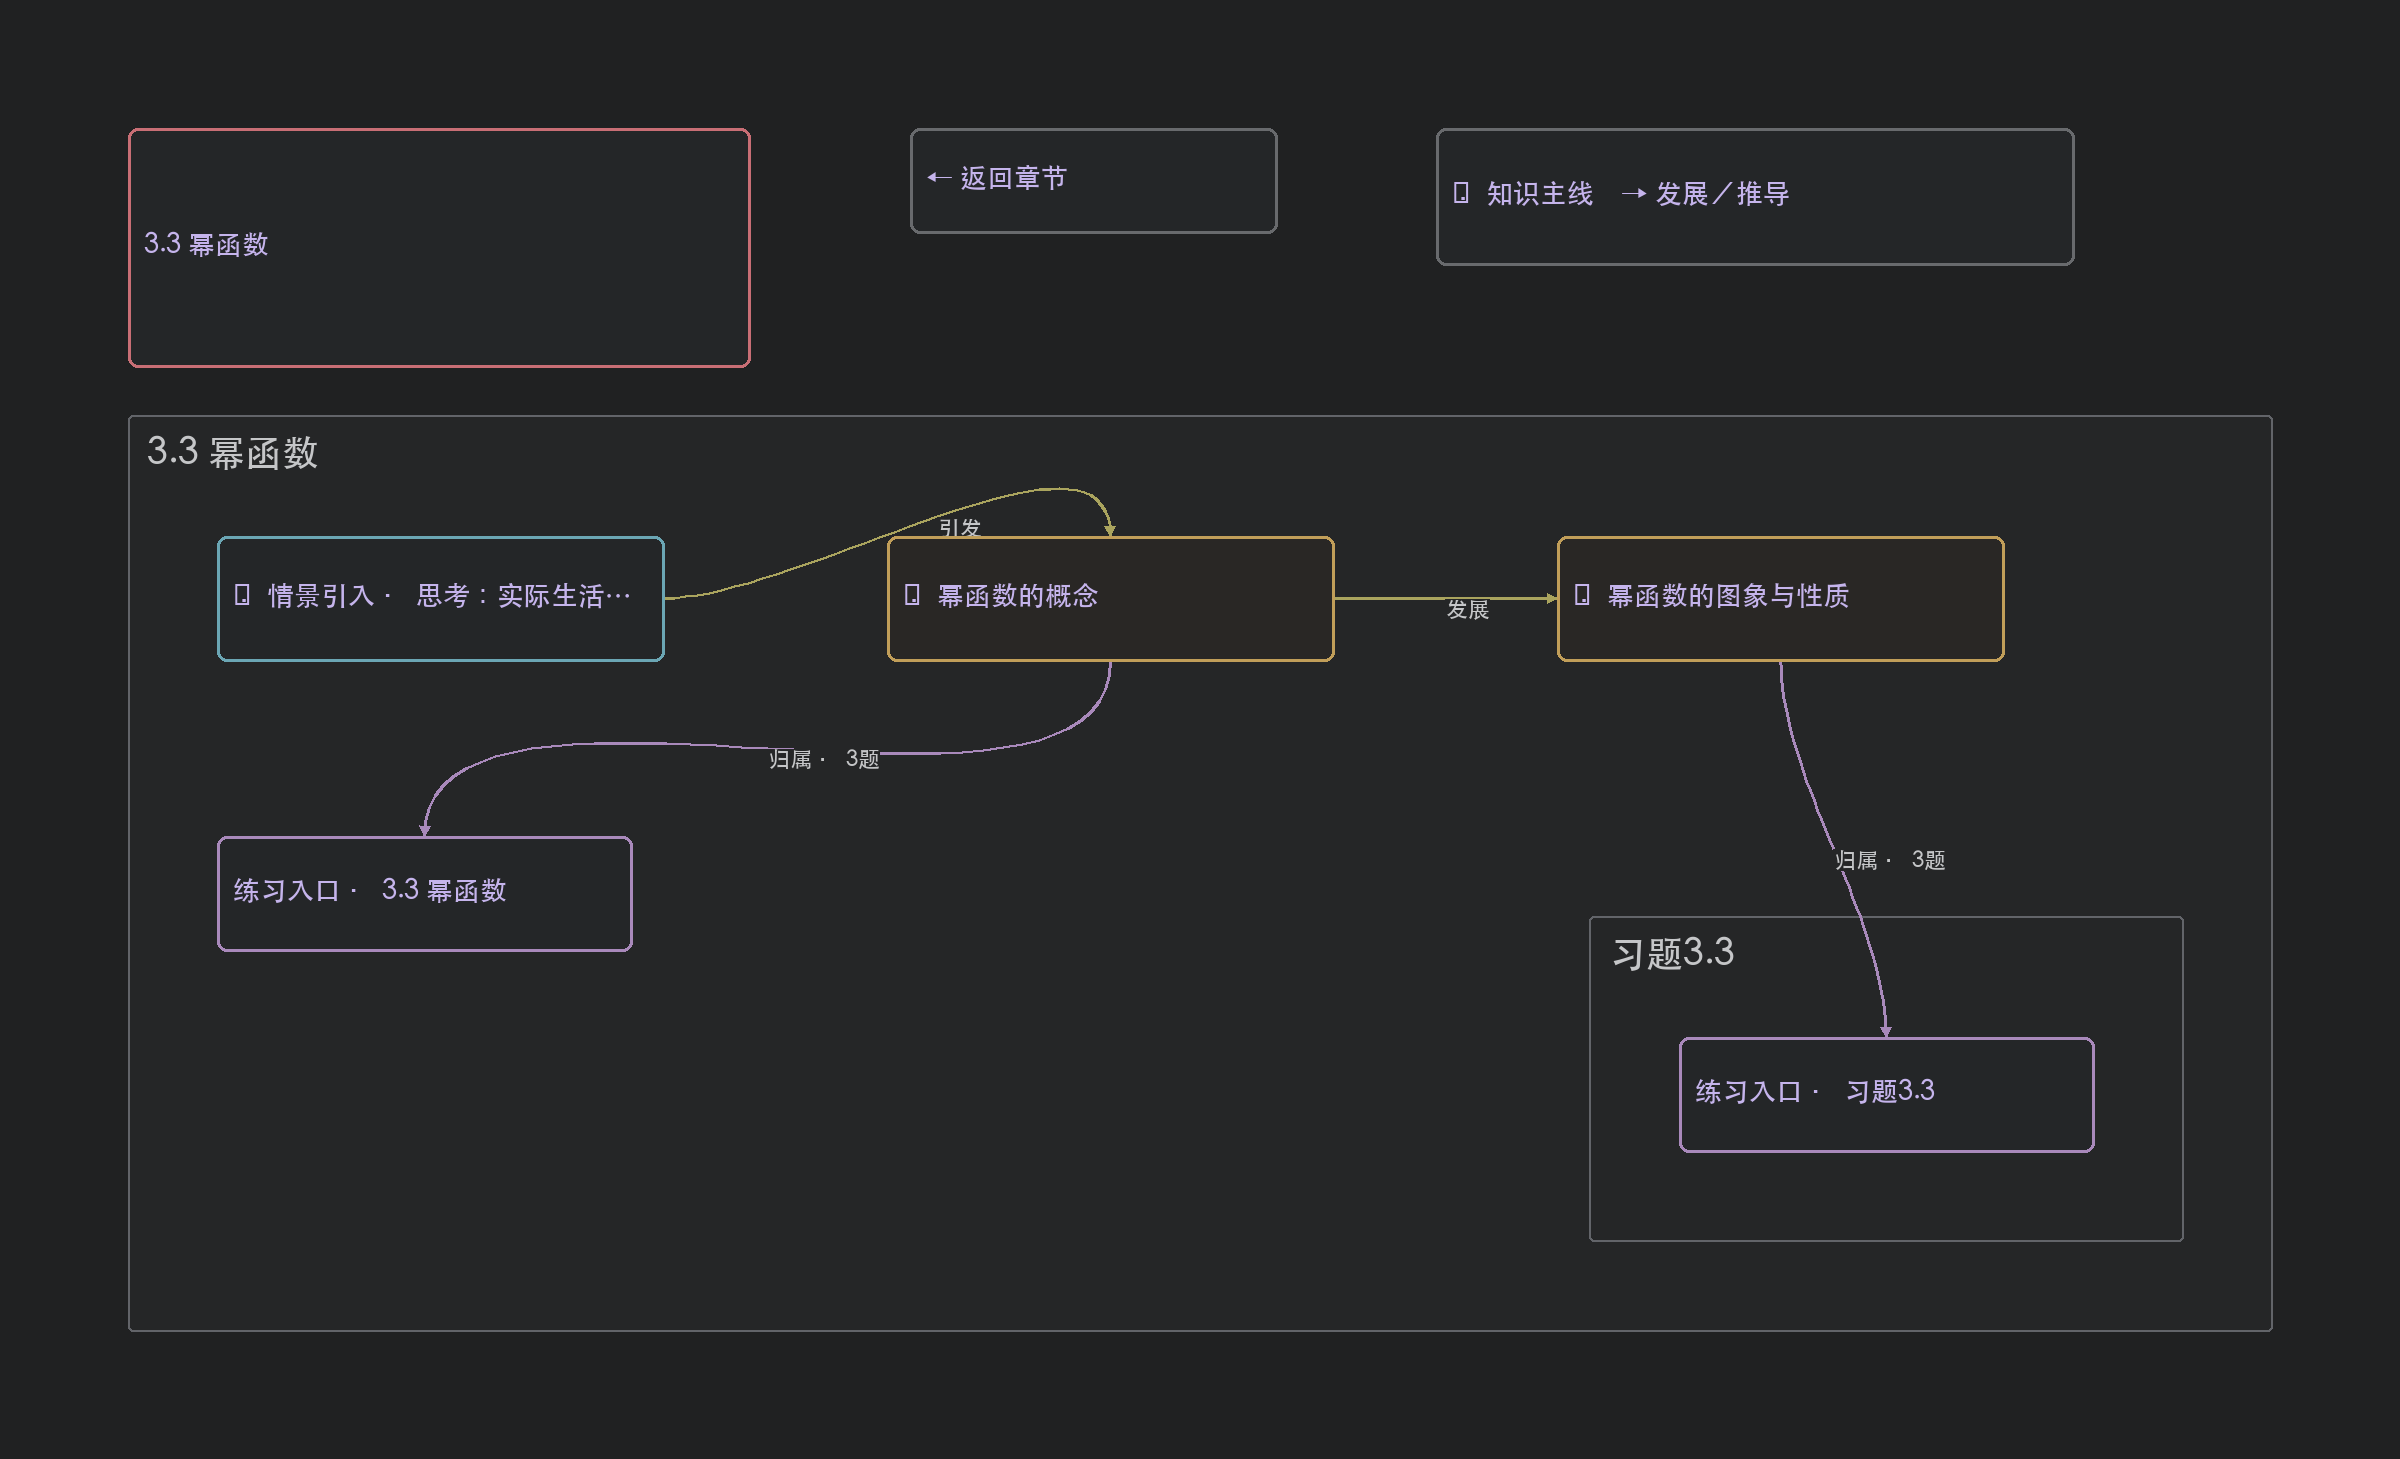 3.3 幂函数
← 返回章节
知识主线 → 发展／推导
3.3 幂函数
引发
情景引入 · 思考：实际生活…
幂函数的概念
发展
幂函数的图象与性质
归属 · 3题
归属 · 3题
练习入口 · 3.3 幂函数
习题3.3
练习入口 · 习题3.3